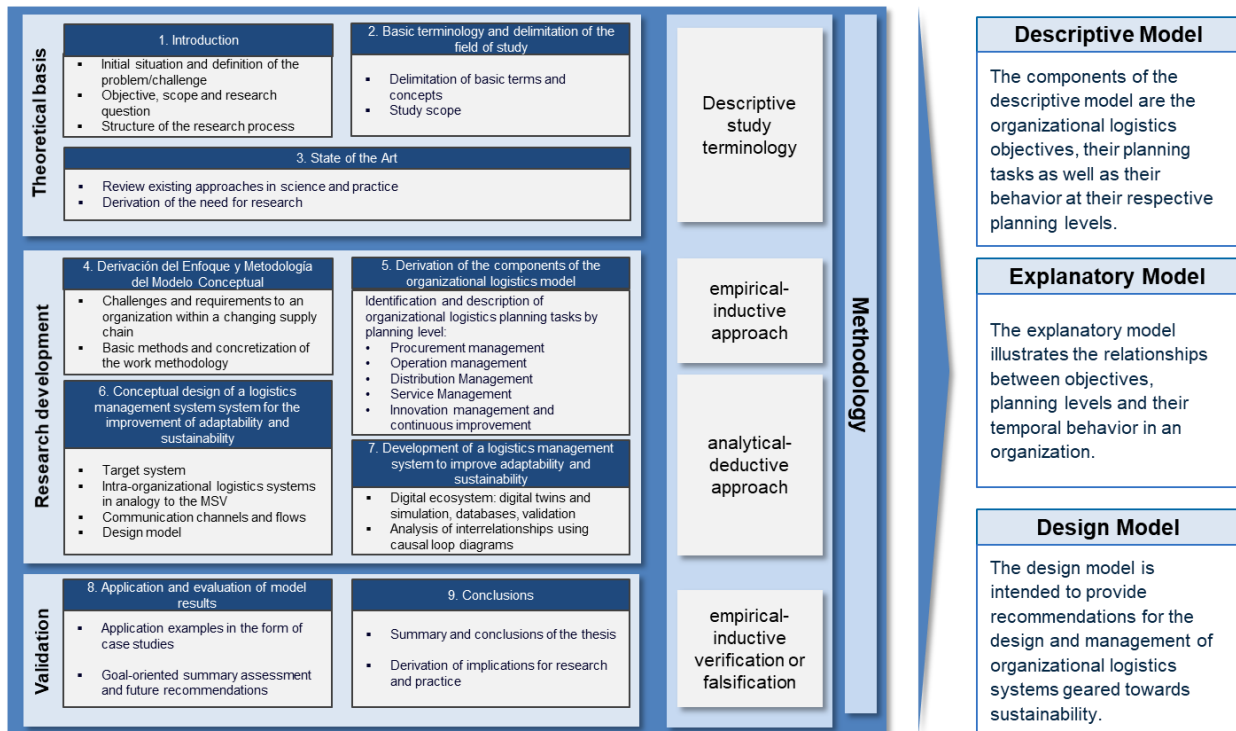 Theoretical basis
1. Introduction
▪ Initial situation and definition of the
problem/challenge
▪ Objective, scope and research
question
▪ Structure of the research process
2. Basic terminology and delimitation of the
field of study
▪ Delimitation of basic terms and
concepts
▪ Study scope
3. State of the Art
▪ Review existing approaches in science and practice
▪ Derivation of the need for research
Descriptive
study
terminology
Research development
4. Derivación del Enfoque y Metodología
del Modelo Conceptual
▪ Challenges and requirements to an
organization within a changing supply
chain
▪ Basic methods and concretization of
the work methodology
5. Derivation of the components of the
organizational logistics model
Identification and description of
organizational logistics planning tasks by
planning level:
• Procurement management
• Operation management
• Distribution Management
• Service Management
• Innovation management and
continuous improvement
6. Conceptual design of a logistics
management system system for the
improvement of adaptability and
sustainability
▪ Target system
▪ Intra-organizational logistics systems
in analogy to the MSV
▪ Communication channels and flows
▪ Design model
7. Development of a logistics management
system to improve adaptability and
sustainability
▪ Digital ecosystem: digital twins and
simulation, databases, validation
▪ Analysis of interrelationships using
causal loop diagrams
empirical-
inductive
approach
analytical-
deductive
approach
Validation
8. Application and evaluation of model
results
▪ Application examples in the form of
case studies
▪ Goal-oriented summary assessment
and future recommendations
9. Conclusions
▪ Summary and conclusions of the thesis
▪ Derivation of implications for research
and practice
empirical-
inductive
verification or
falsification
Methodology
Descriptive Model
The components of the
descriptive model are the
organizational logistics
objectives, their planning
tasks as well as their
behavior at their respective
planning levels.
Explanatory Model
The explanatory model
illustrates the relationships
between objectives,
planning levels and their
temporal behavior in an
organization.
Design Model
The design model is
intended to provide
recommendations for the
design and management of
organizational logistics
systems geared towards
sustainability.